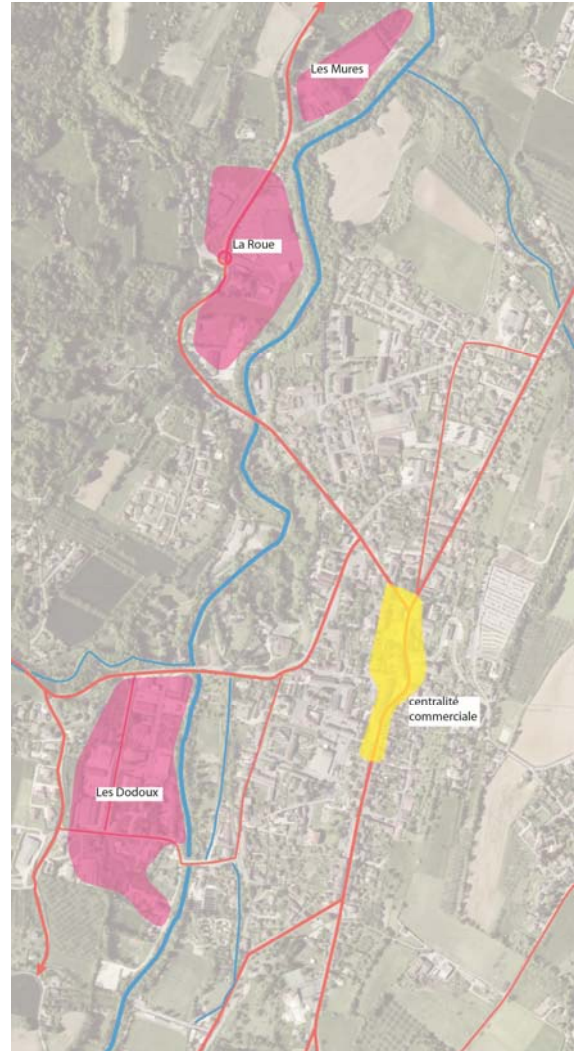 Les Mures
La Roue
centralité
commerciale
Les Dodoux